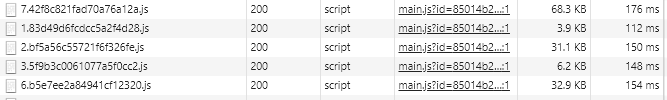 7.42f8c821fad70a76a12a.js 200 script main.js?id=85014b2...:1 68.3 KB 176 ms
1.83d49d6fcdcc5a2f4d28.js 200 script main.js?id=85014b2...:1 3.9 KB 112 ms
2.bf5a56c55721f6f326fe.js 200 script main.js?id=85014b2...:1 31.1 KB 150 ms
3.5f9b3c0061077a5f0cc2.js 200 script main.js?id=85014b2...:1 6.2 KB 148 ms
6.b5e7ee2a84941cf12320.js 200 script main.js?id=85014b2...:1 32.9 KB 154 ms